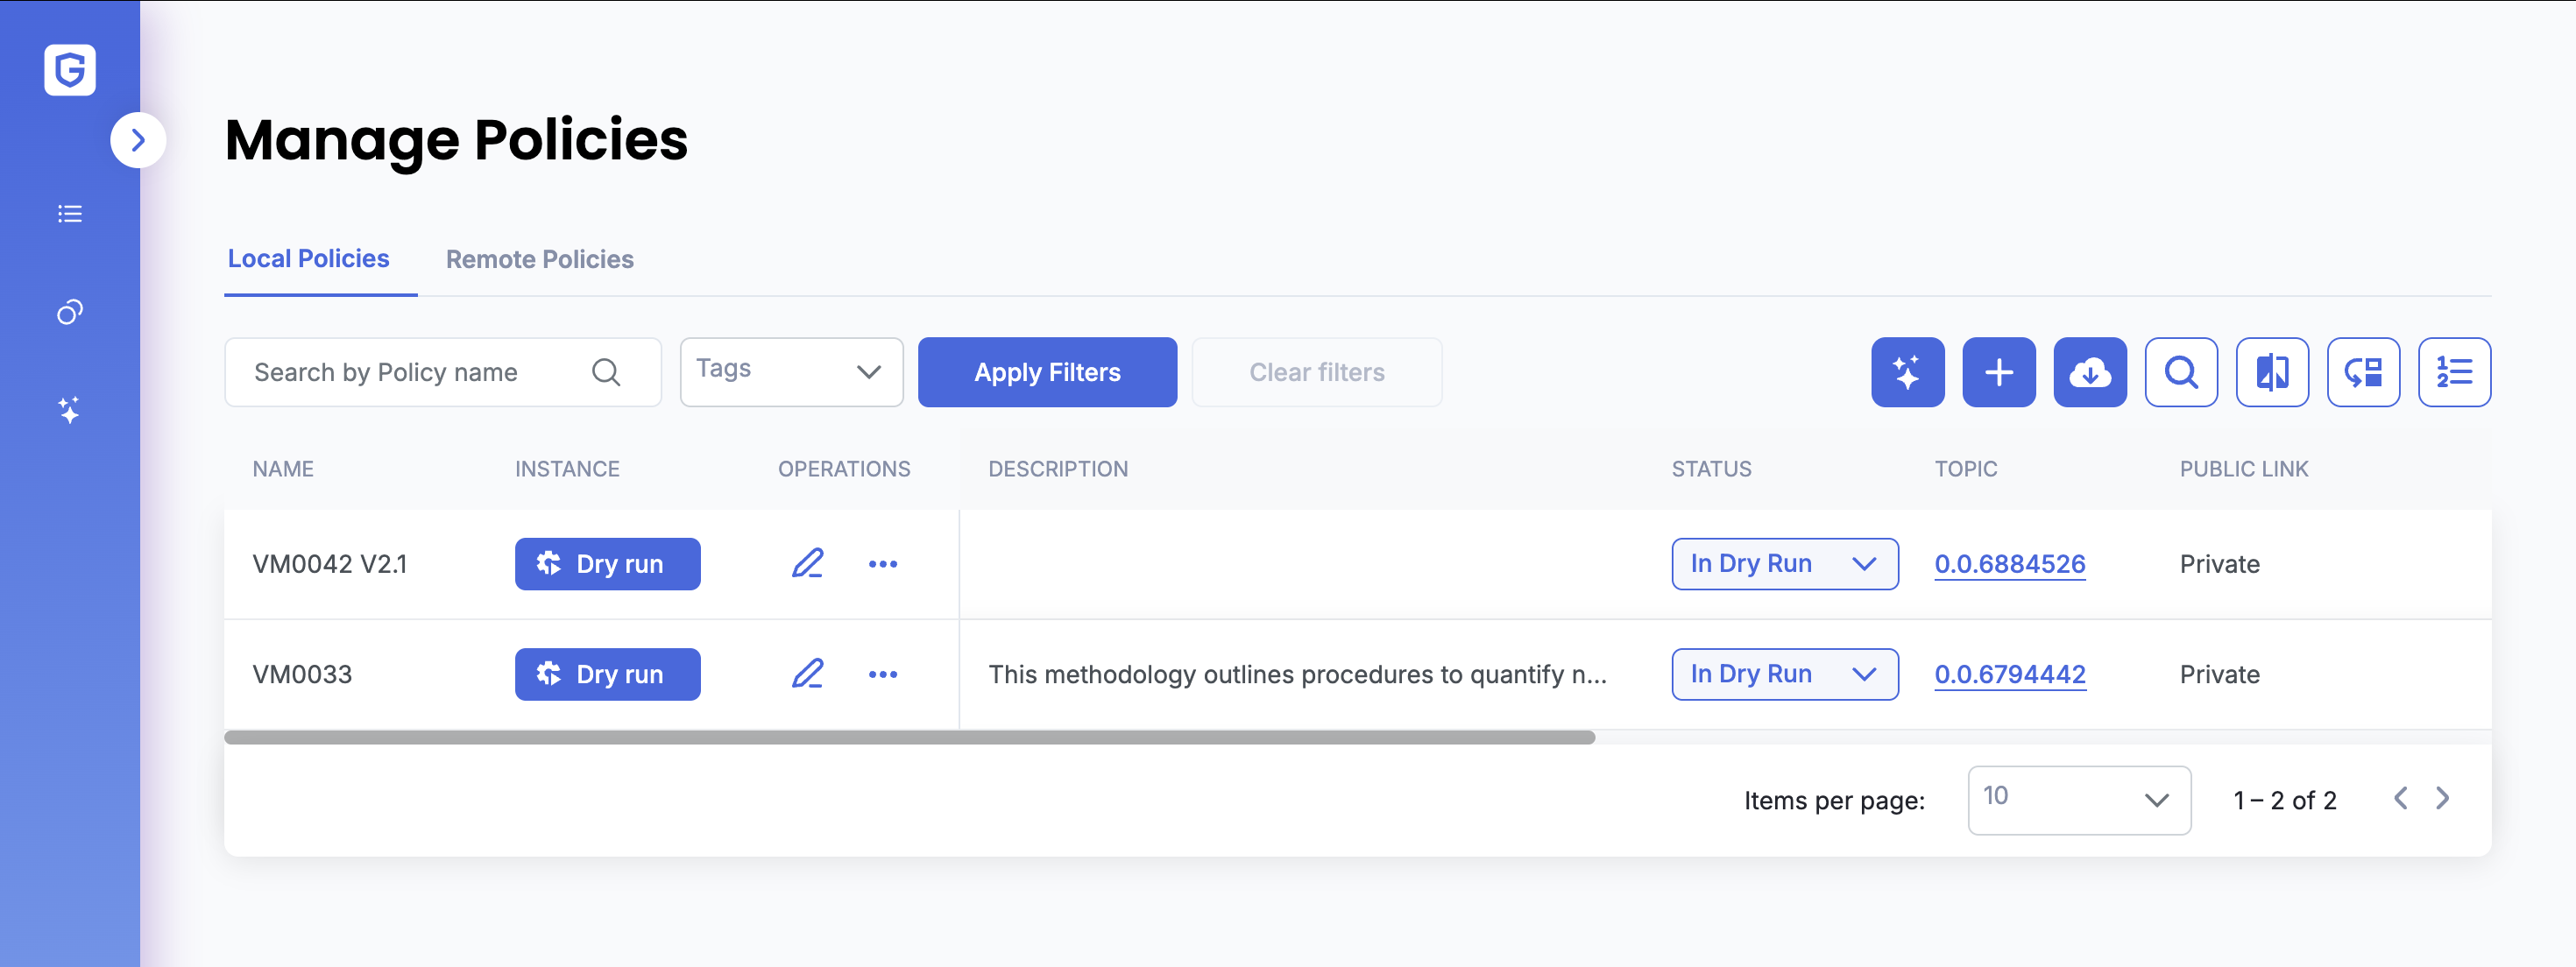 Manage Policies
Local Policies Remote Policies
Search by Policy name Tags Apply Filters Clear filters
NAME INSTANCE OPERATIONS DESCRIPTION STATUS TOPIC PUBLIC LINK
VM0042 V2.1 Dry run In Dry Run 0.0.6884526 Private
VM0033 Dry run This methodology outlines procedures to quantify n... In Dry Run 0.0.6794442 Private
Items per page: 10 1 – 2 of 2